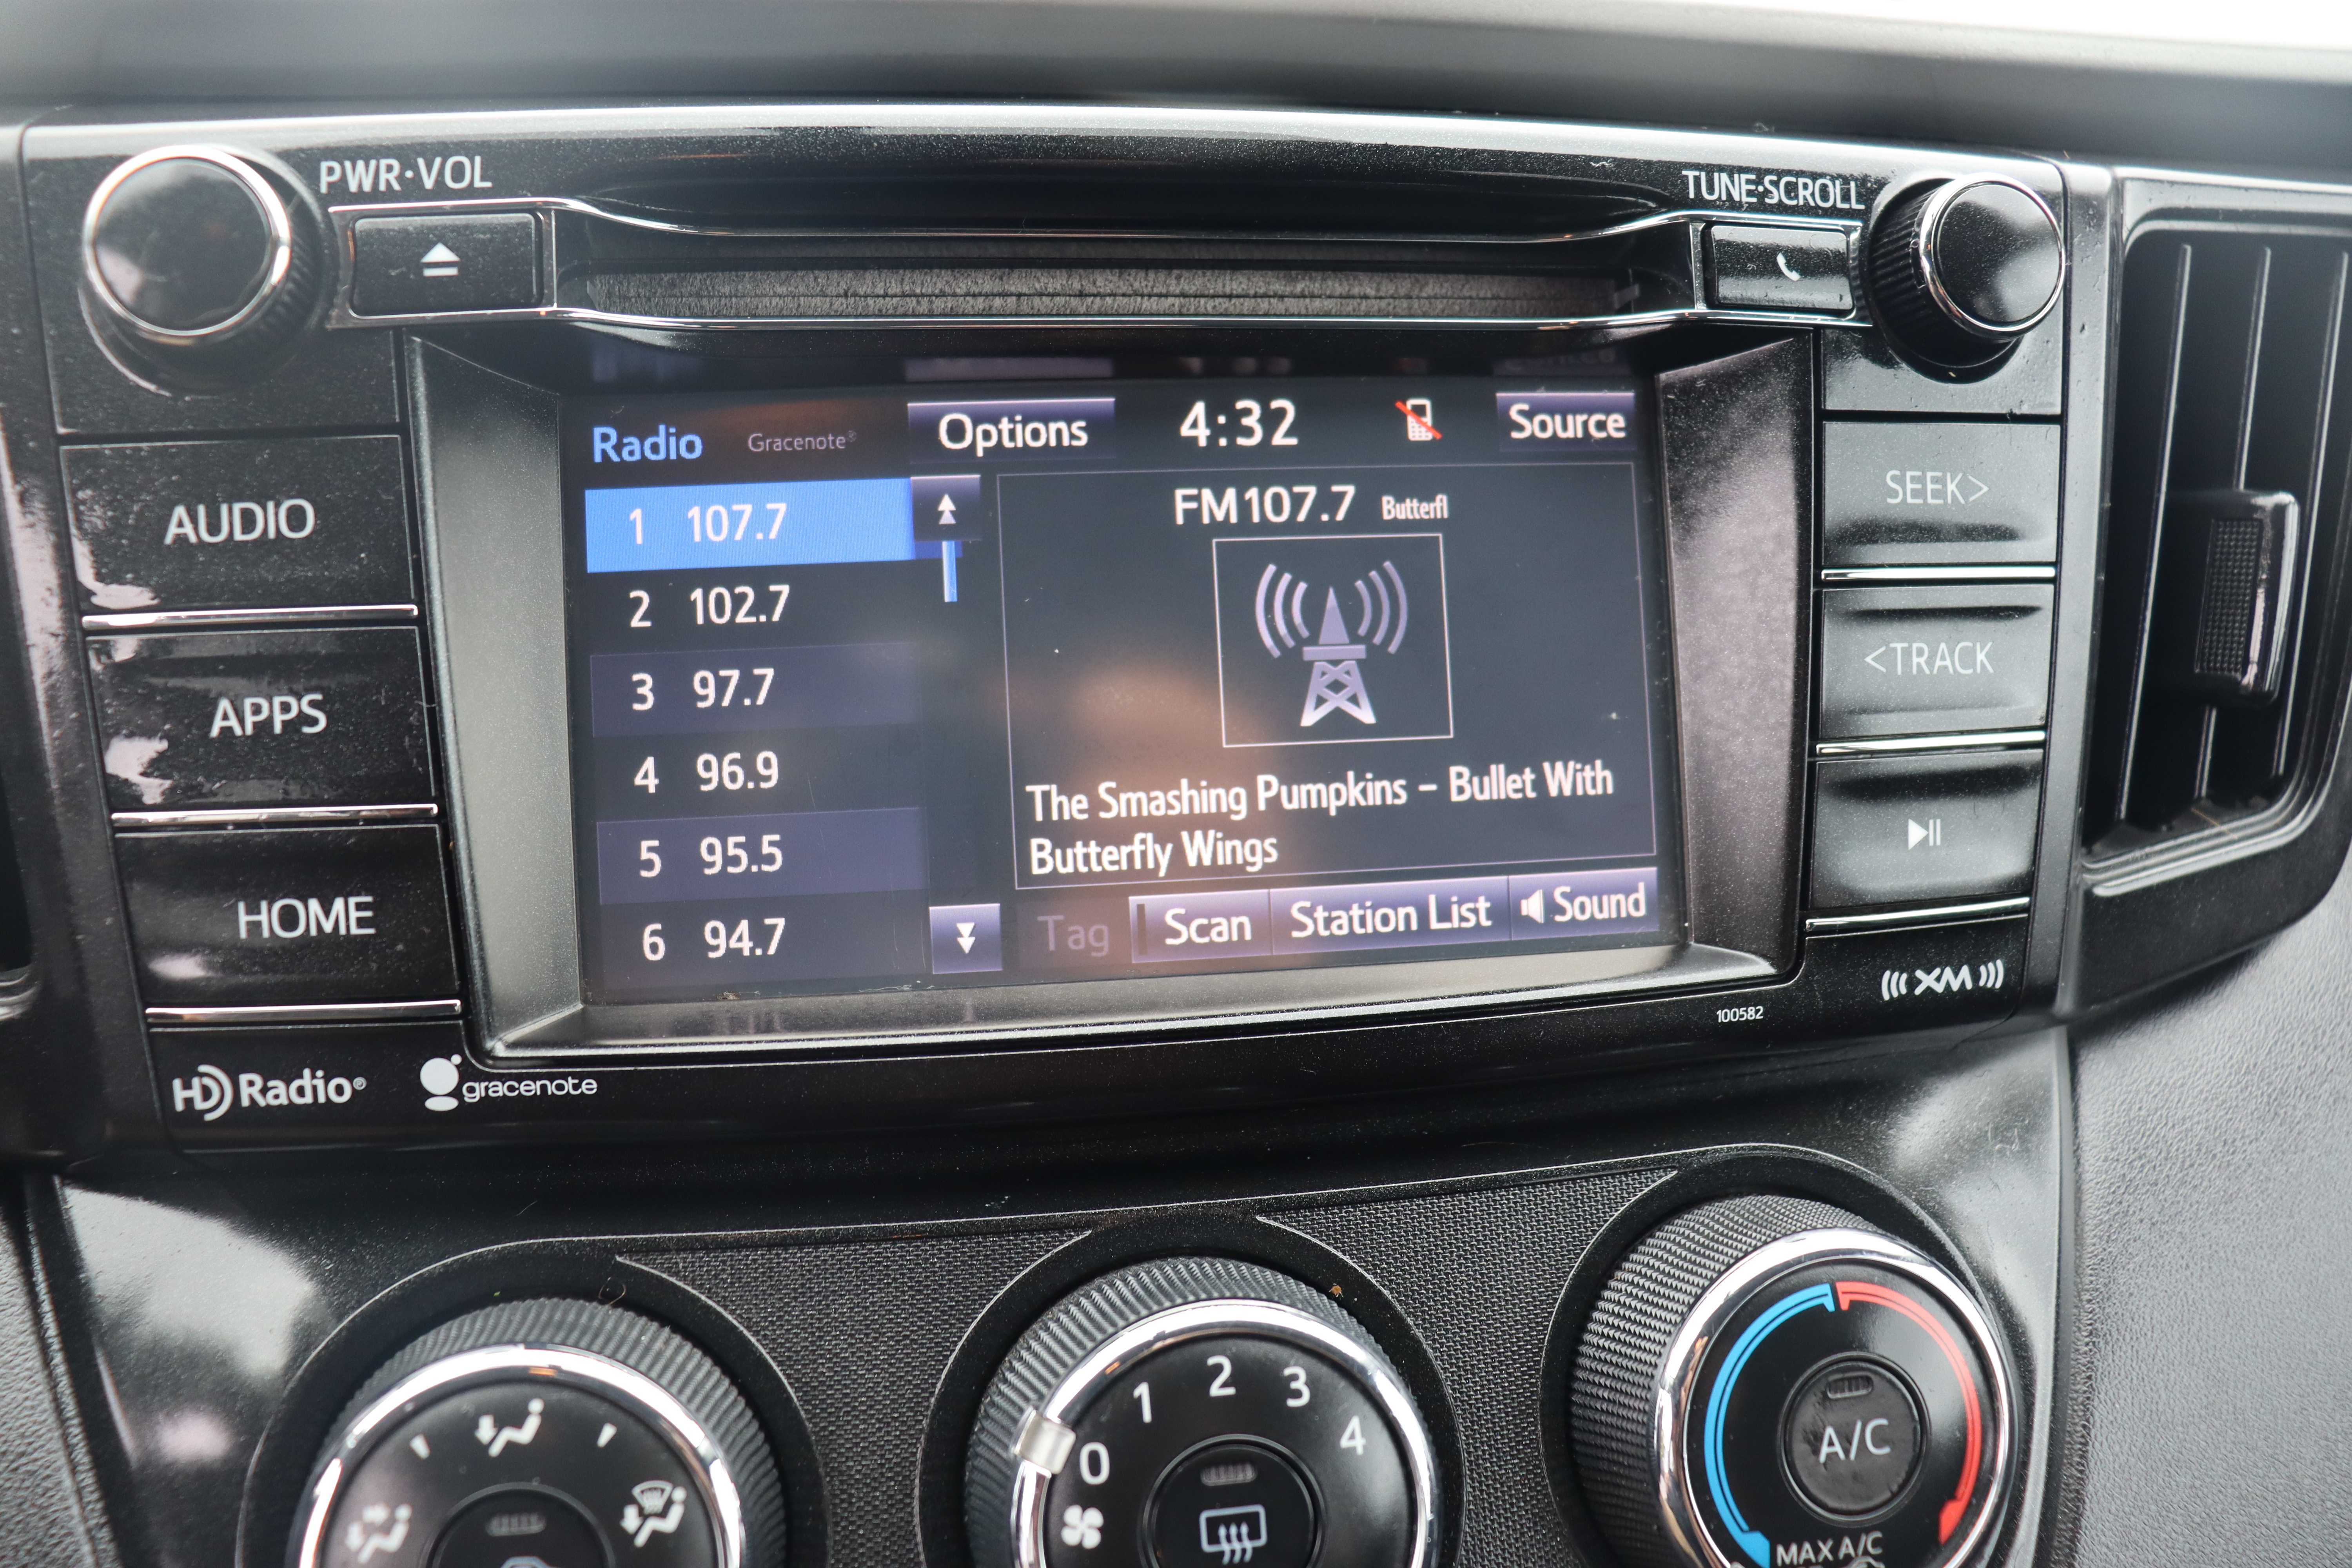 PWR·VOL
TUNE·SCROLL
Radio Gracenote® Options 4:32 Source
1 107.7
2 102.7
3 97.7
4 96.9
5 95.5
6 94.7
FM107.7 Butterfl
The Smashing Pumpkins – Bullet With
Butterfly Wings
Tag Scan Station List Sound
AUDIO
APPS
HOME
SEEK>
<TRACK
XM
100582
HD Radio®
gracenote
0 1 2 3 4
A/C
MAX A/C